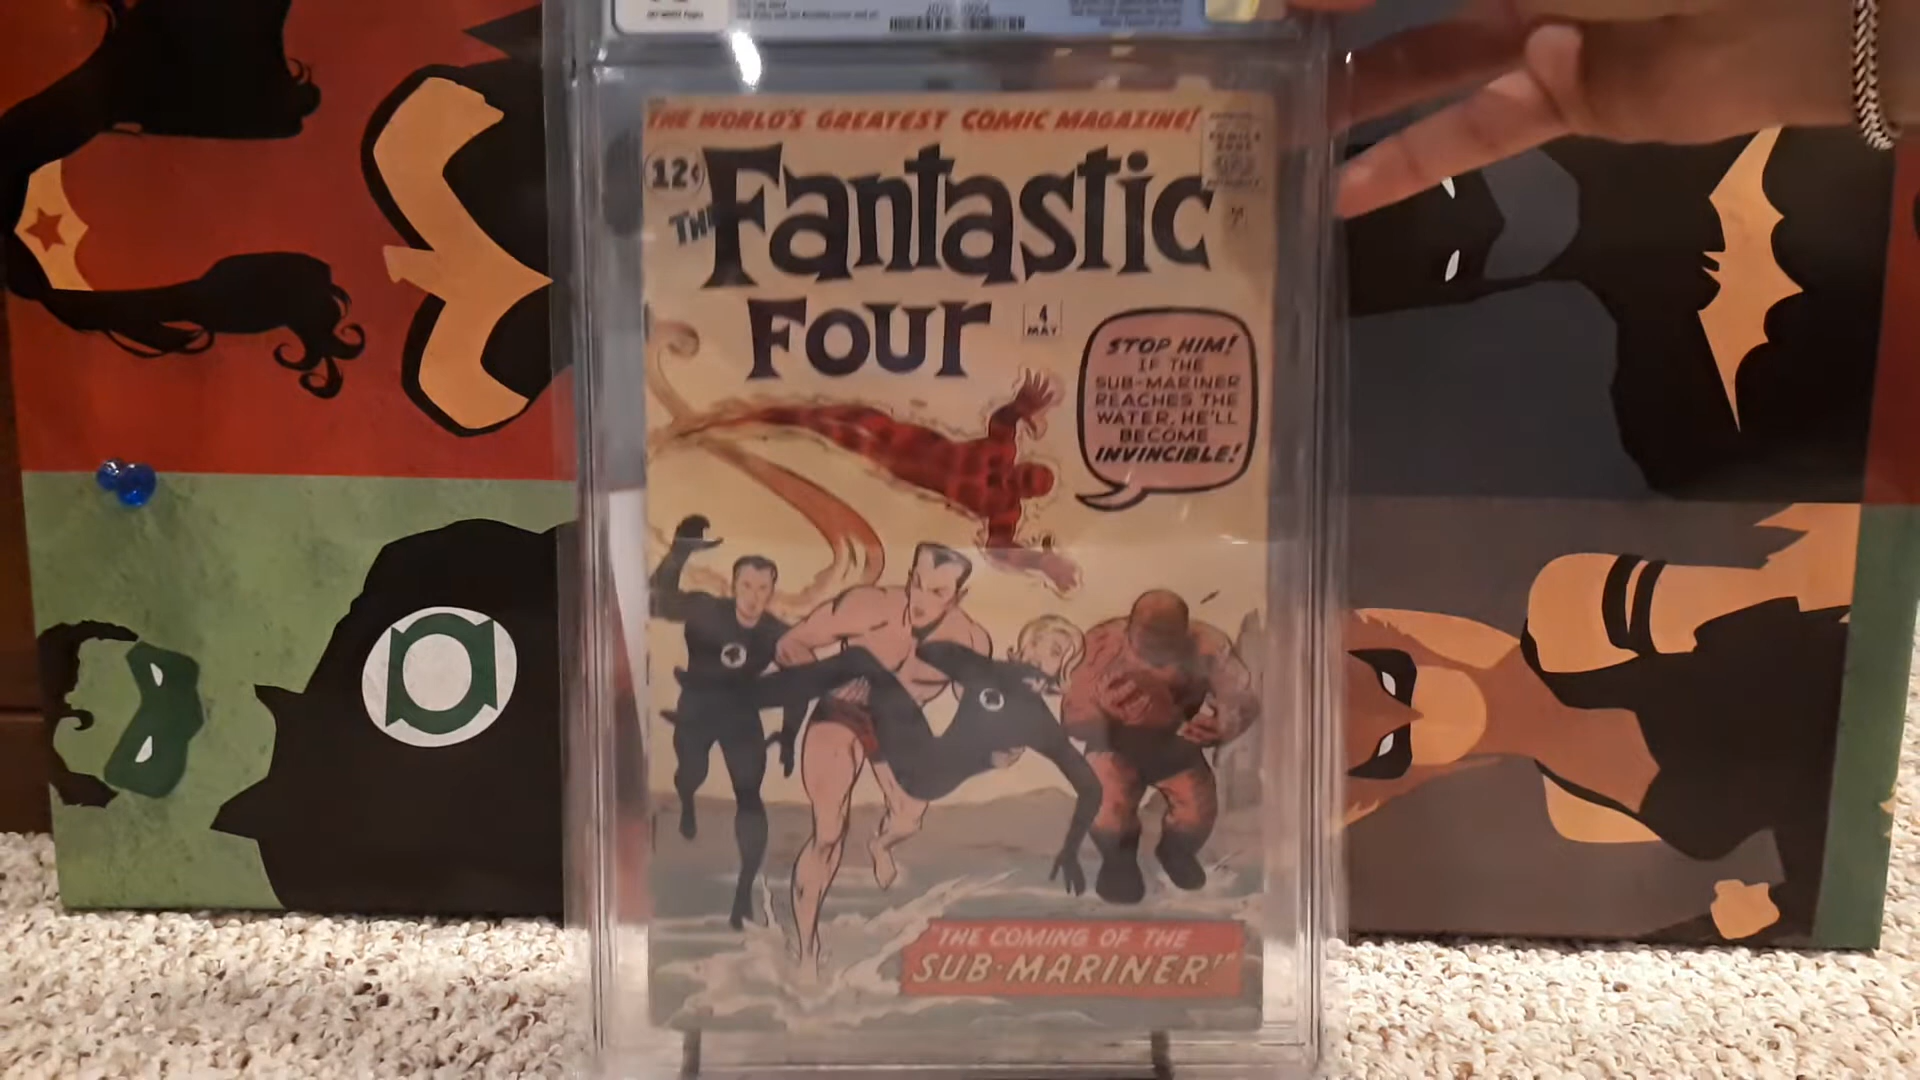 THE WORLD'S GREATEST COMIC MAGAZINE!
12¢
THE
Fantastic
FOUR
4
MAY
STOP HIM!
IF THE
SUB-MARINER
REACHES THE
WATER, HE'LL
BECOME
INVINCIBLE!
"THE COMING OF THE
SUB-MARINER!"